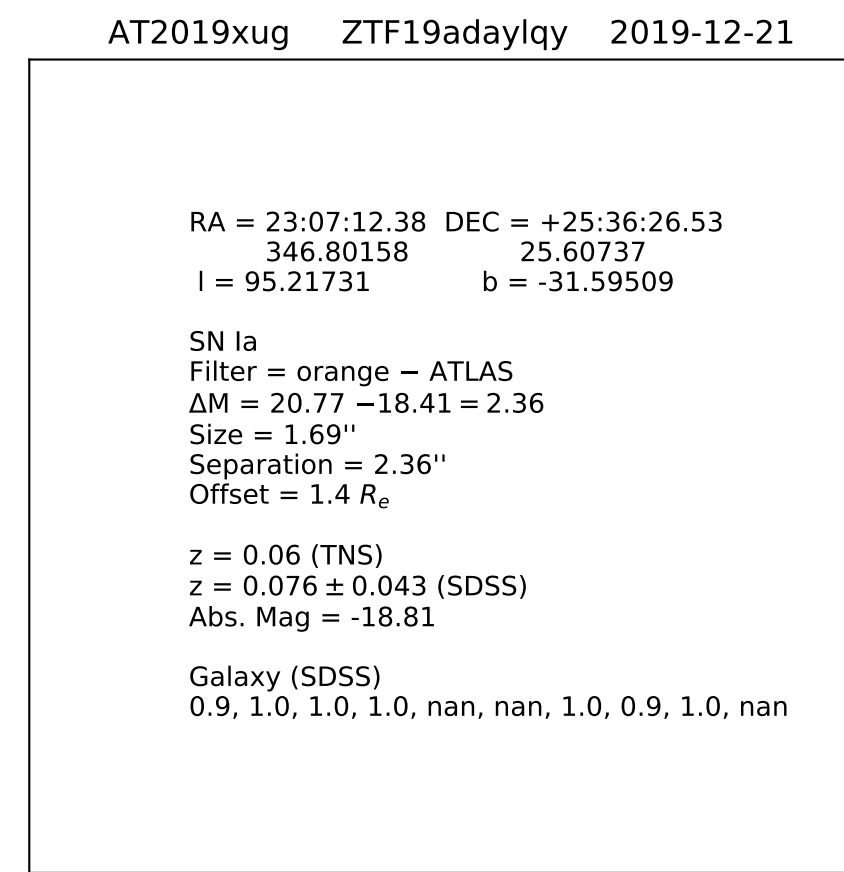 AT2019xug ZTF19adaylqy 2019-12-21
RA = 23:07:12.38 DEC = +25:36:26.53
346.80158 25.60737
l = 95.21731 b = -31.59509
SN Ia
Filter = orange − ATLAS
ΔM = 20.77 −18.41 = 2.36
Size = 1.69''
Separation = 2.36''
Offset = 1.4 Rₑ
z = 0.06 (TNS)
z = 0.076 ± 0.043 (SDSS)
Abs. Mag = -18.81
Galaxy (SDSS)
0.9, 1.0, 1.0, 1.0, nan, nan, 1.0, 0.9, 1.0, nan